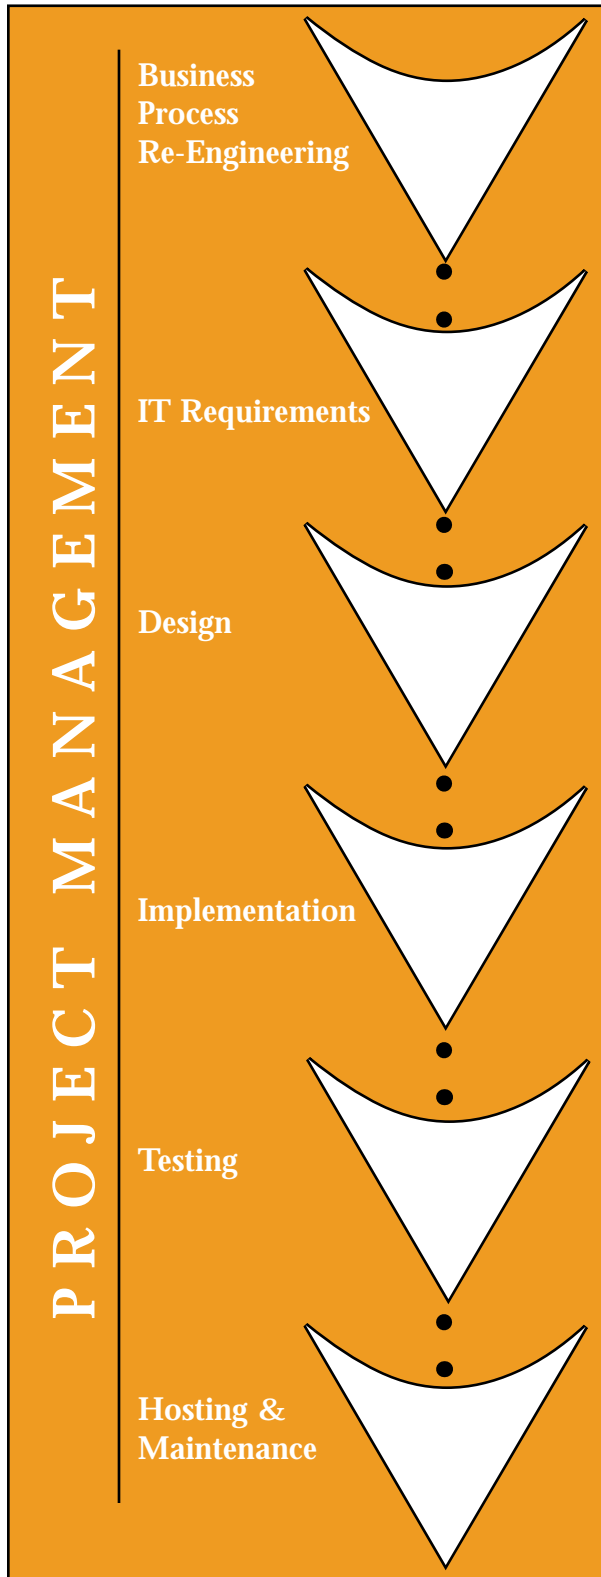 PROJECT MANAGEMENT
Business
Process
Re-Engineering
IT Requirements
Design
Implementation
Testing
Hosting &
Maintenance